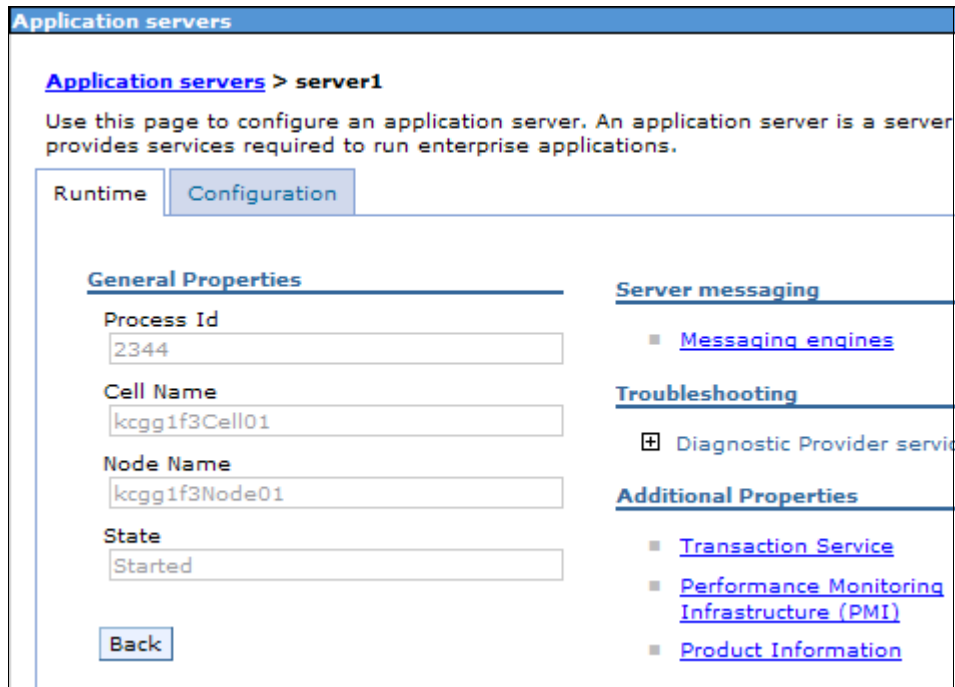 Application servers
Application servers > server1
Use this page to configure an application server. An application server is a server
provides services required to run enterprise applications.
Runtime
Configuration
General Properties
Process Id
2344
Cell Name
kcgg1f3Cell01
Node Name
kcgg1f3Node01
State
Started
Back
Server messaging
Messaging engines
Troubleshooting
Diagnostic Provider servic
Additional Properties
Transaction Service
Performance Monitoring
Infrastructure (PMI)
Product Information